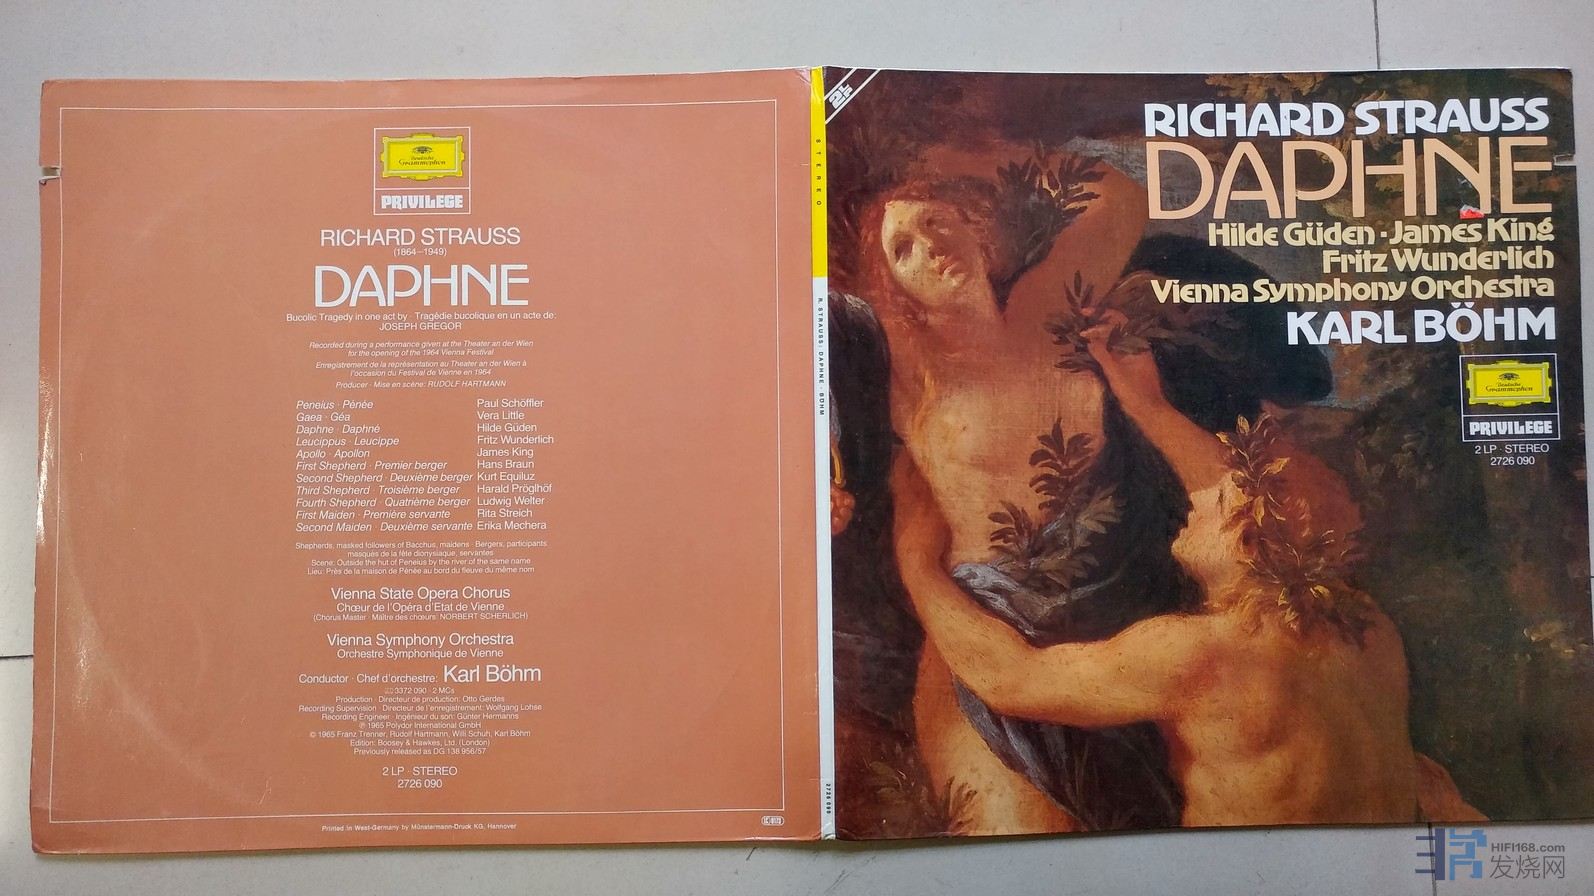 Deutsche
Grammophon
PRIVILEGE
RICHARD STRAUSS
(1864–1949)
DAPHNE
Bucolic Tragedy in one act by · Tragédie bucolique en un acte de:
JOSEPH GREGOR
Recorded during a performance given at the Theater an der Wien
for the opening of the 1964 Vienna Festival
Enregistrement de la représentation au Theater an der Wien à
l'occasion du Festival de Vienne en 1964
Producer · Mise en scène: RUDOLF HARTMANN
Peneius · Pénée Paul Schöffler
Gaea · Géa Vera Little
Daphne · Daphné Hilde Güden
Leucippus · Leucippe Fritz Wunderlich
Apollo · Apollon James King
First Shepherd · Premier berger Hans Braun
Second Shepherd · Deuxième berger Kurt Equiluz
Third Shepherd · Troisième berger Harald Pröglhöf
Fourth Shepherd · Quatrième berger Ludwig Welter
First Maiden · Première servante Rita Streich
Second Maiden · Deuxième servante Erika Mechera
Shepherds, masked followers of Bacchus, maidens · Bergers, participants
masqués de la fête dionysiaque, servantes
Scene: Outside the hut of Peneius by the river of the same name
Lieu: Près de la maison de Pénée au bord du fleuve du même nom
Vienna State Opera Chorus
Chœur de l'Opéra d'Etat de Vienne
(Chorus Master · Maître des chœurs: NORBERT SCHERLICH)
Vienna Symphony Orchestra
Orchestre Symphonique de Vienne
Conductor · Chef d'orchestre: Karl Böhm
3372 090 · 2 MCs
Production · Directeur de production: Otto Gerdes
Recording Supervision · Directeur de l'enregistrement: Wolfgang Lohse
Recording Engineer · Ingénieur du son: Günter Hermanns
℗ 1965 Polydor International GmbH
© 1965 Franz Trenner, Rudolf Hartmann, Willi Schuh, Karl Böhm
Edition: Boosey & Hawkes, Ltd. (London)
Previously released as DG 138 956/57
2 LP · STEREO
2726 090
Printed in West-Germany by Münstermann-Druck KG, Hannover
STEREO
R. STRAUSS: DAPHNE · BÖHM
2726 090
2LP
RICHARD STRAUSS
DAPHNE
Hilde Güden · James King
Fritz Wunderlich
Vienna Symphony Orchestra
KARL BÖHM
Deutsche
Grammophon
PRIVILEGE
2 LP · STEREO
2726 090
HIFI168.com
发烧网